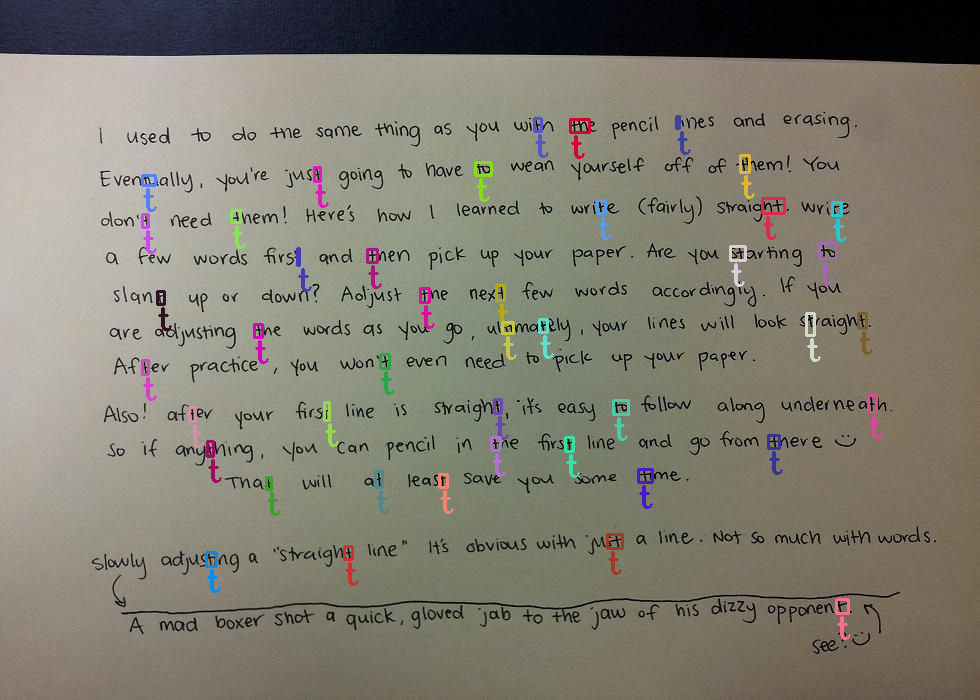 I used to do the same thing as you with the pencil lines and erasing.
Eventually, you're just going to have to wean yourself off of them! You
don't need them! Here's how I learned to write (fairly) straight. Write
a few words first and then pick up your paper. Are you starting to
slant up or down? Adjust the next few words accordingly. If you
are adjusting the words as you go, ultimately, your lines will look straight.
After practice, you won't even need to pick up your paper.
Also! after your first line is straight, it's easy to follow along underneath.
So if anything, you can pencil in the first line and go from there
That will at least save you some time.
slowly adjusting a "straight line" It's obvious with just a line. Not so much with words.
A mad boxer shot a quick, gloved jab to the jaw of his dizzy opponent.
see?